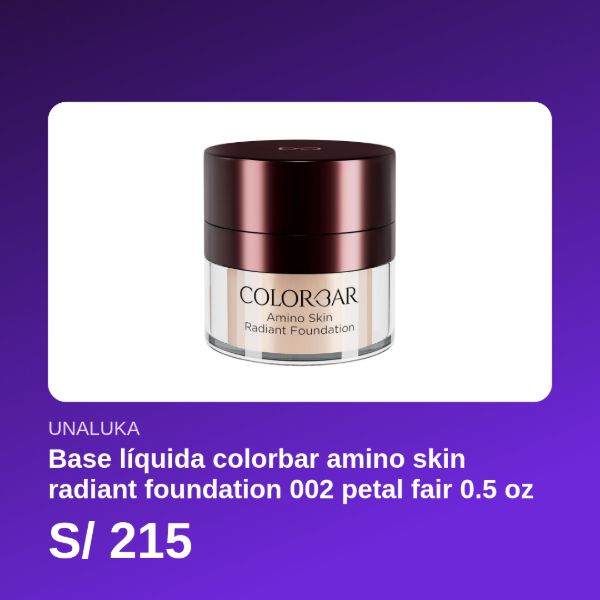 COLORBAR
Amino Skin
Radiant Foundation
UNALUKA
Base líquida colorbar amino skin
radiant foundation 002 petal fair 0.5 oz
S/ 215